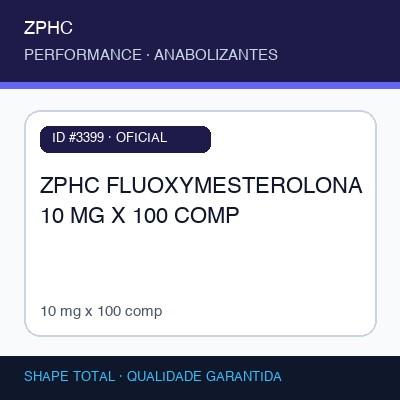 ZPHC
PERFORMANCE · ANABOLIZANTES
ID #3399 · OFICIAL
ZPHC FLUOXYMESTEROLONA
10 MG X 100 COMP
10 mg x 100 comp
SHAPE TOTAL · QUALIDADE GARANTIDA